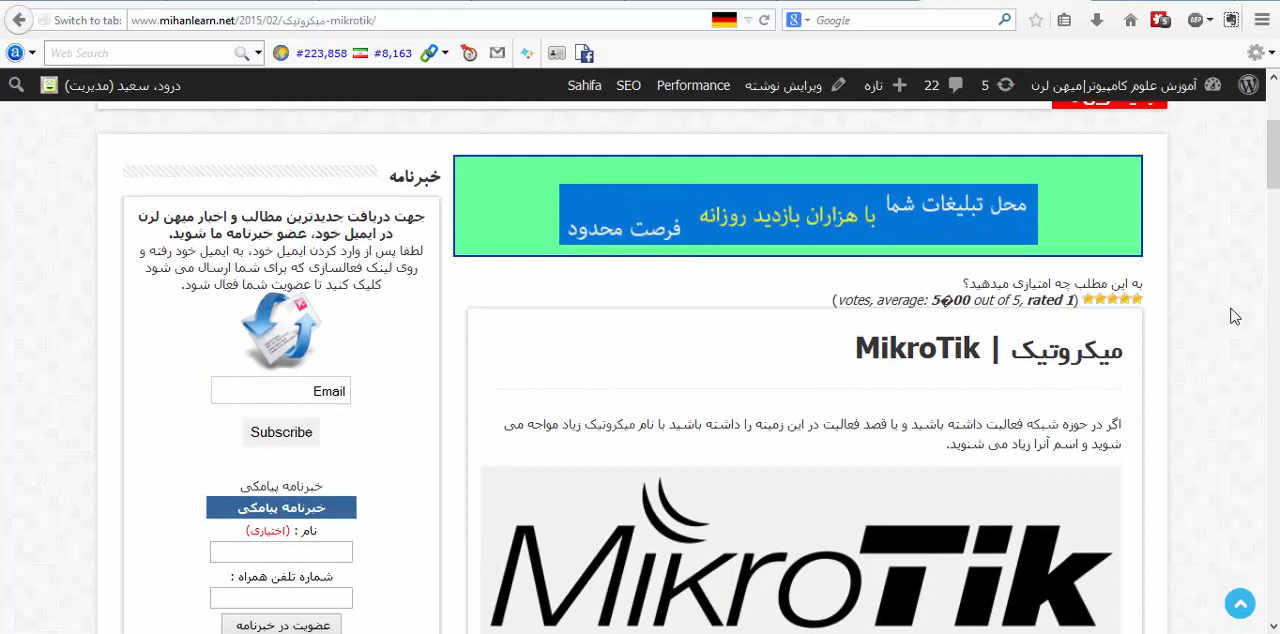 Switch to tab: www.mihanlearn.net/2015/02/میکروتیک-mikrotik/
Google
Web Search #223,858 #8,163
درود، سعید (مدیریت) Sahifa SEO Performance ویرایش نوشته تازه 22 5 آموزش علوم کامپیوتر|میهن لرن
محل تبلیغات شما با هزاران بازدید روزانه فرصت محدود
به این مطلب چه امتیازی میدهید؟
(votes, average: 5�00 out of 5, rated 1)
میکروتیک | MikroTik
اگر در حوزه شبکه فعالیت داشته باشید و یا قصد فعالیت در این زمینه را داشته باشید با نام میکروتیک زیاد مواجه می
شوید و اسم آنرا زیاد می شنوید.
MikroTik
خبرنامه
جهت دریافت جدیدترین مطالب و اخبار میهن لرن
در ایمیل خود، عضو خبرنامه ما شوید.
لطفا پس از وارد کردن ایمیل خود، به ایمیل خود رفته و
روی لینک فعالسازی که برای شما ارسال می شود
کلیک کنید تا عضویت شما فعال شود.
Email
Subscribe
خبرنامه پیامکی
خبرنامه پیامکی
نام : (اختیاری)
شماره تلفن همراه :
عضویت در خبرنامه